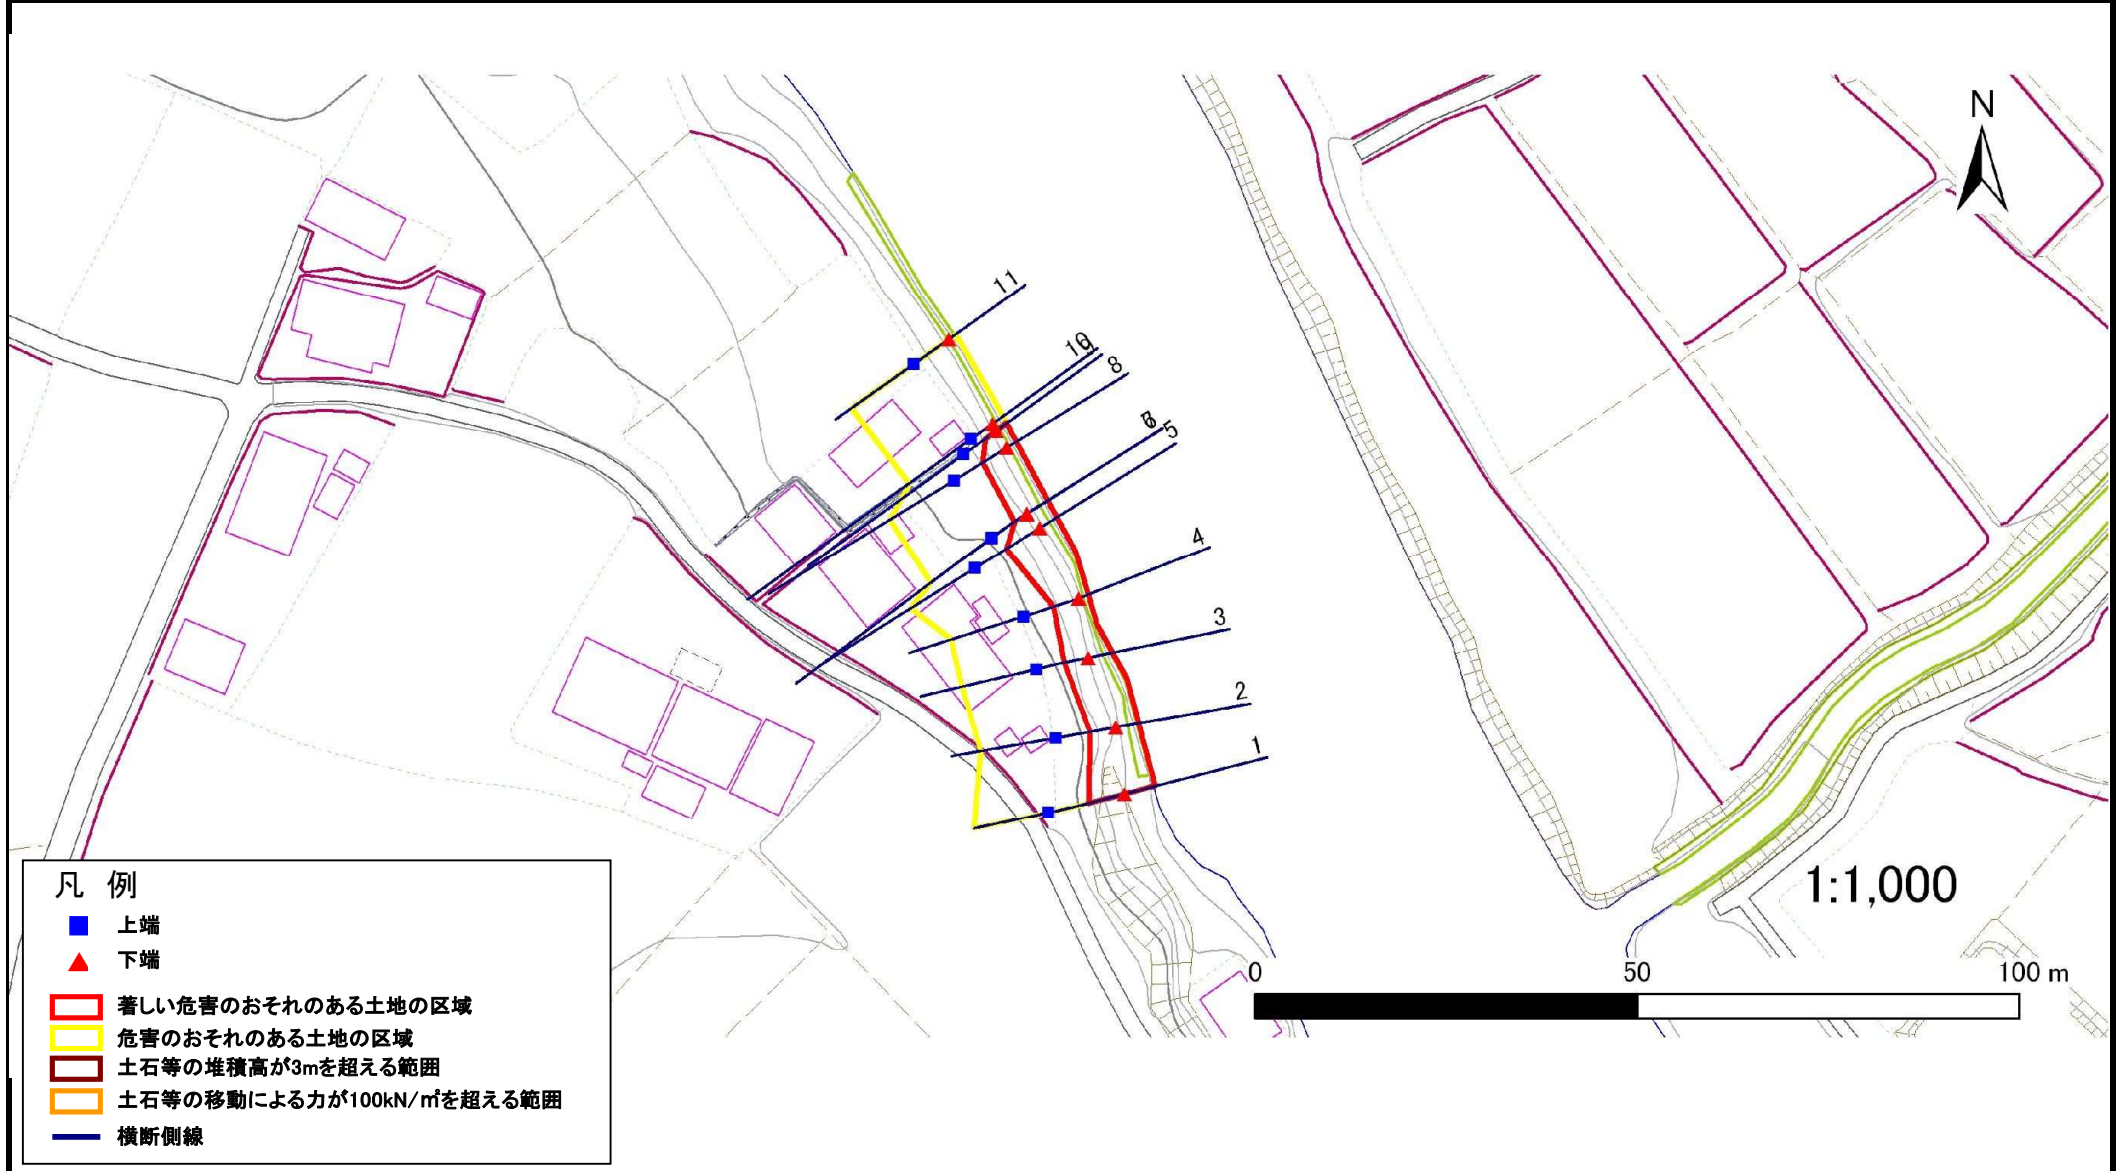 N
11
10
9
8
7
6
5
4
3
2
1
1:1,000
0 50 100 m
凡 例
上端
下端
著しい危害のおそれのある土地の区域
危害のおそれのある土地の区域
土石等の堆積高が3mを超える範囲
土石等の移動による力が100kN/㎡を超える範囲
横断側線